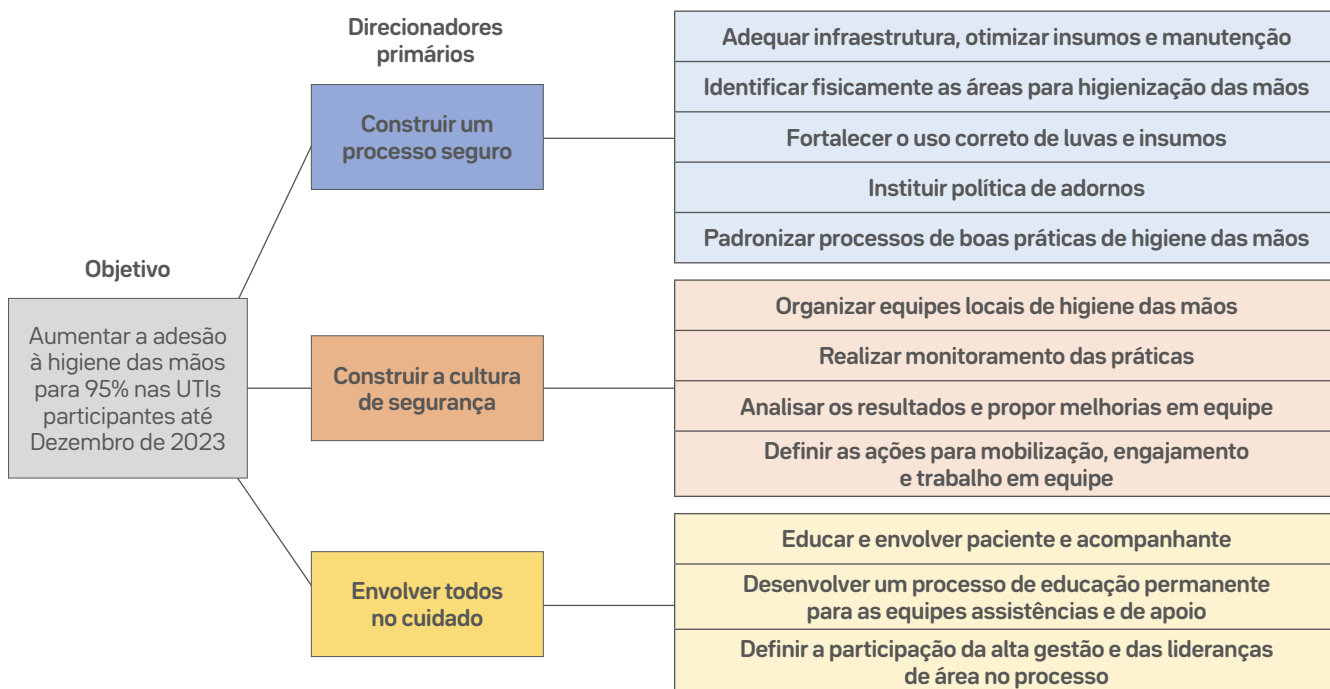 Direcionadores
primários
Construir um
processo seguro
Adequar infraestrutura, otimizar insumos e manutenção
Identificar fisicamente as áreas para higienização das mãos
Fortalecer o uso correto de luvas e insumos
Instituir política de adornos
Padronizar processos de boas práticas de higiene das mãos
Objetivo
Aumentar a adesão
à higiene das mãos
para 95% nas UTIs
participantes até
Dezembro de 2023
Construir a cultura
de segurança
Organizar equipes locais de higiene das mãos
Realizar monitoramento das práticas
Analisar os resultados e propor melhorias em equipe
Definir as ações para mobilização, engajamento
e trabalho em equipe
Envolver todos
no cuidado
Educar e envolver paciente e acompanhante
Desenvolver um processo de educação permanente
para as equipes assistências e de apoio
Definir a participação da alta gestão e das lideranças
de área no processo